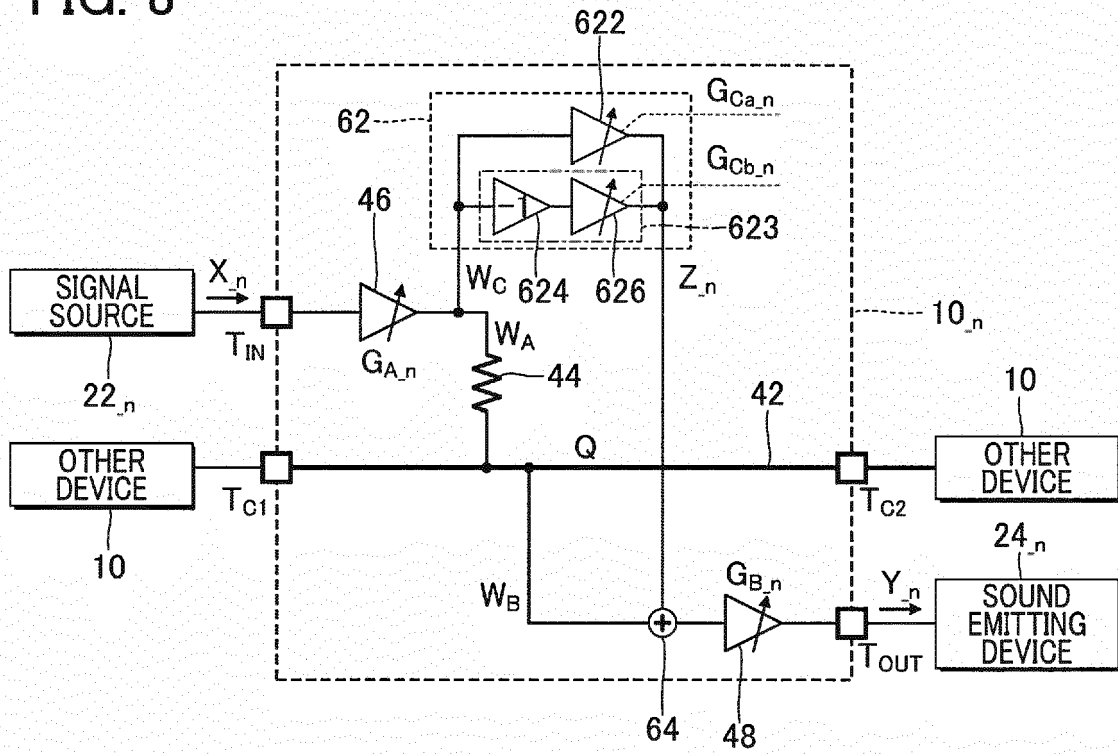 FIG.
622
G_Ca_n
62
G_Cb_n
46
-1
623
SIGNAL
SOURCE
X_n
W_C
624
626
Z_n
10_n
T_IN
G_A_n
W_A
44
22_n
42
10
OTHER
DEVICE
Q
OTHER
DEVICE
T_C1
T_C2
10
24_n
W_B
G_B_n
Y_n
SOUND
EMITTING
DEVICE
+
T_OUT
64
48